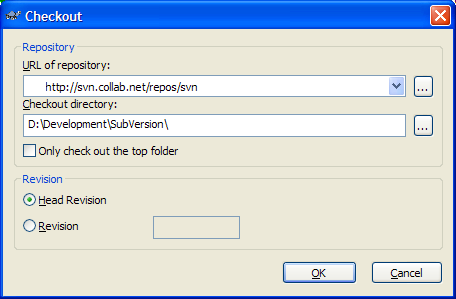 Checkout
Repository
URL of repository:
http://svn.collab.net/repos/svn
...
Checkout directory:
D:\Development\SubVersion\
...
Only check out the top folder
Revision
Head Revision
Revision
OK Cancel